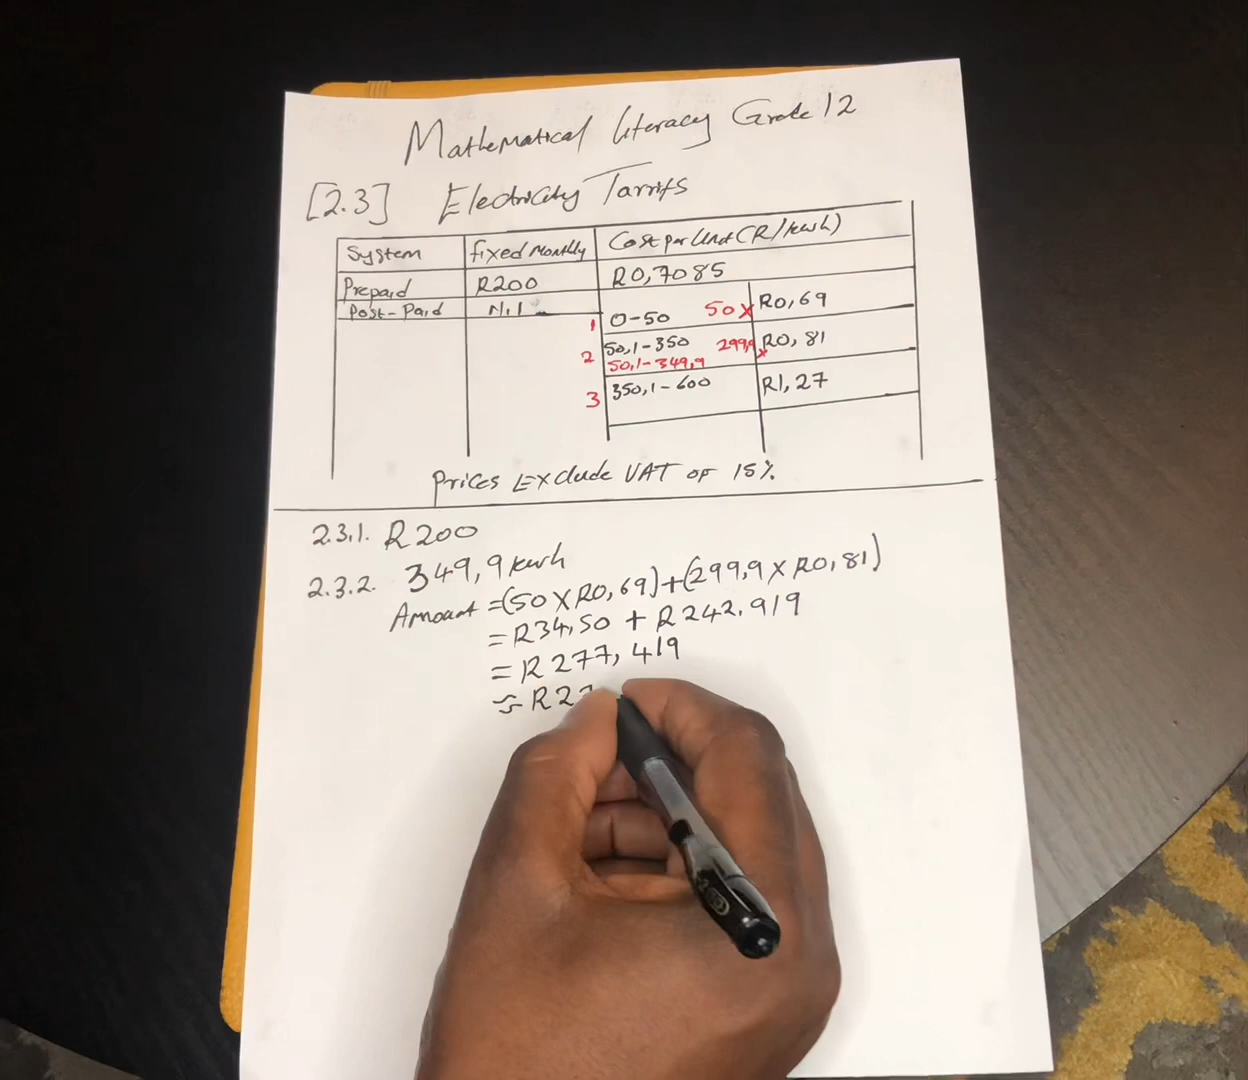 Mathematical Literacy Grade 12
[2.3] Electricity Tarrifs
System Fixed Monthly Cost per Unit (R/kwh)
Prepaid R200 R0,7085
Post-Paid Nil
1 0-50 50x R0,69
2 50,1-350 299,9x R0,81
50,1-349,9
3 350,1-600 R1,27
Prices Exclude VAT of 15%
2.3.1. R200
2.3.2. 349,9 kwh
Amount =(50 X R0,69)+(299,9 X R0,81)
= R34,50 + R242.919
= R277,419
≈ R27